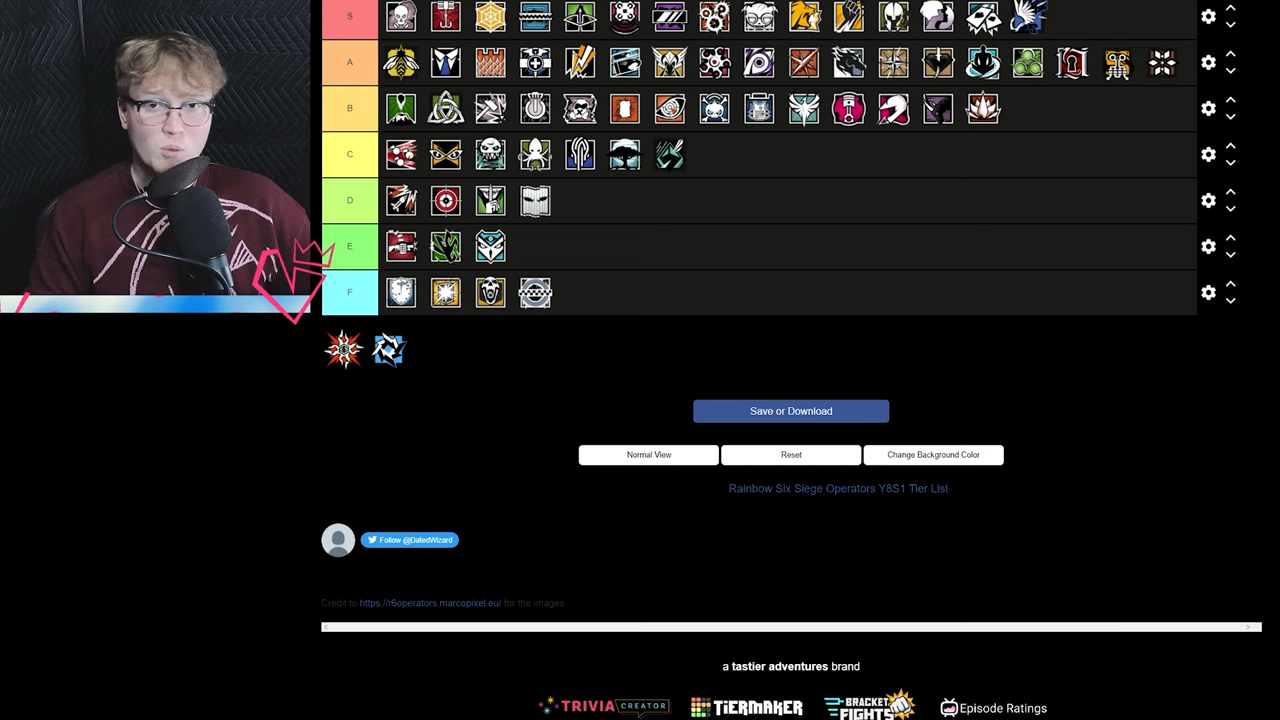 S
A
B
C
D
E
F
Save or Download
Normal View
Reset
Change Background Color
Rainbow Six Siege Operators Y8S1 Tier List
Follow @DatedWizard
Credit to https://r6operators.marcopixel.eu/ for the images.
a tastier adventures brand
TRIVIA CREATOR
TIERMAKER
BRACKET FIGHTS
Episode Ratings